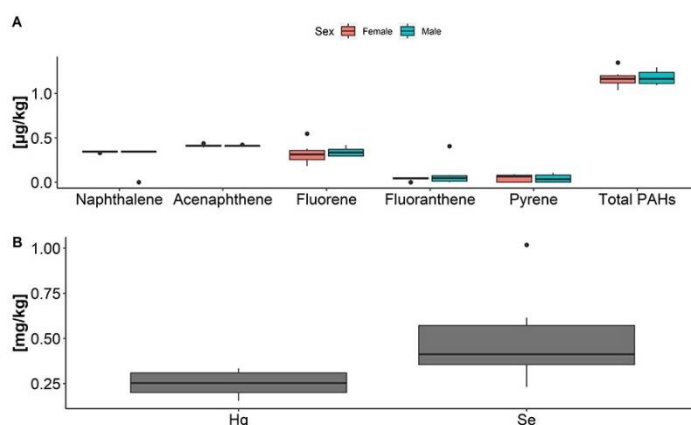 A
Sex Female Male
[µg/kg]
1.0
0.5
0.0
Naphthalene Acenaphthene Fluorene Fluoranthene Pyrene Total PAHs
B
[mg/kg]
1.00
0.75
0.50
0.25
Hg Se